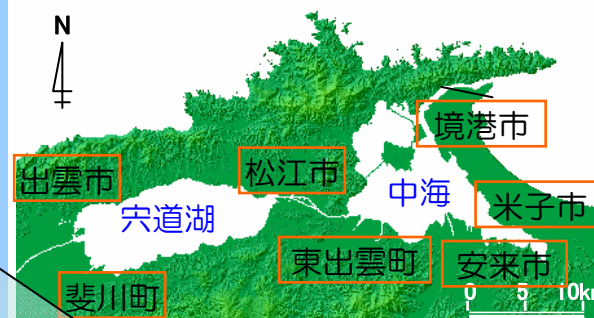 N
境港市
松江市
出雲市
中海
米子市
宍道湖
東出雲町
安来市
斐川町
0 5 10km